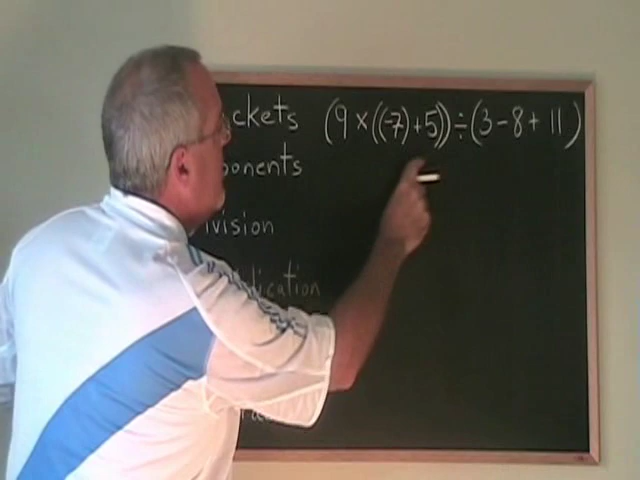 ckets (9 × ((-7) + 5)) ÷ (3 - 8 + 11)
ponents
ivision
ication